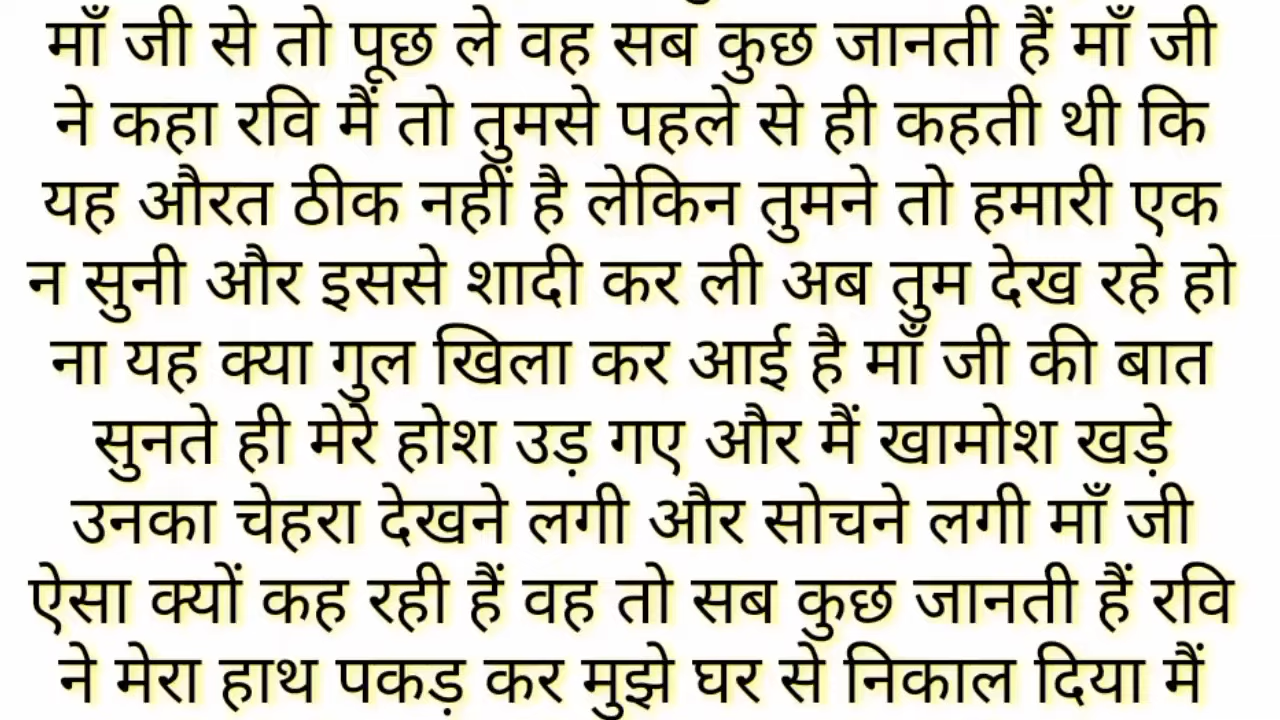 माँ जी से तो पूछ ले वह सब कुछ जानती हैं माँ जी
ने कहा रवि मैं तो तुमसे पहले से ही कहती थी कि
यह औरत ठीक नहीं है लेकिन तुमने तो हमारी एक
न सुनी और इससे शादी कर ली अब तुम देख रहे हो
ना यह क्या गुल खिला कर आई है माँ जी की बात
सुनते ही मेरे होश उड़ गए और मैं खामोश खड़े
उनका चेहरा देखने लगी और सोचने लगी माँ जी
ऐसा क्यों कह रही हैं वह तो सब कुछ जानती हैं रवि
ने मेरा हाथ पकड़ कर मुझे घर से निकाल दिया मैं